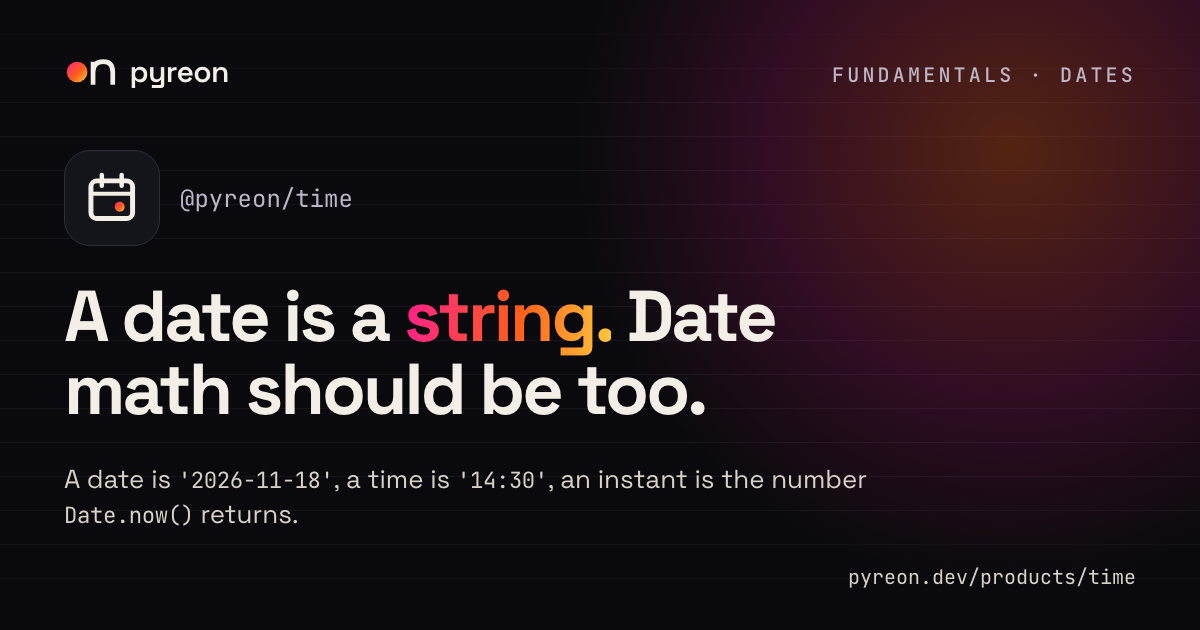 on pyreon
FUNDAMENTALS · DATES
@pyreon/time
A date is a string. Date
math should be too.
A date is '2026-11-18', a time is '14:30', an instant is the number
Date.now() returns.
pyreon.dev/products/time